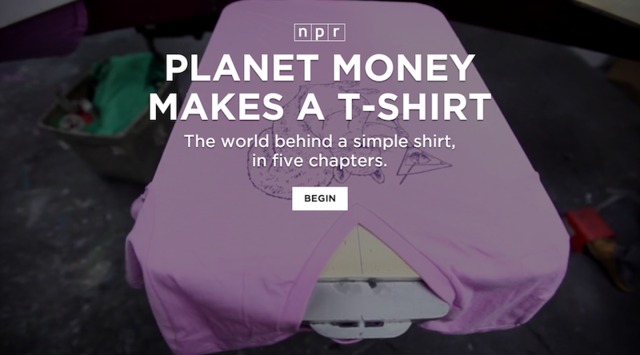 npr
PLANET MONEY
MAKES A T-SHIRT
The world behind a simple shirt,
in five chapters.
BEGIN